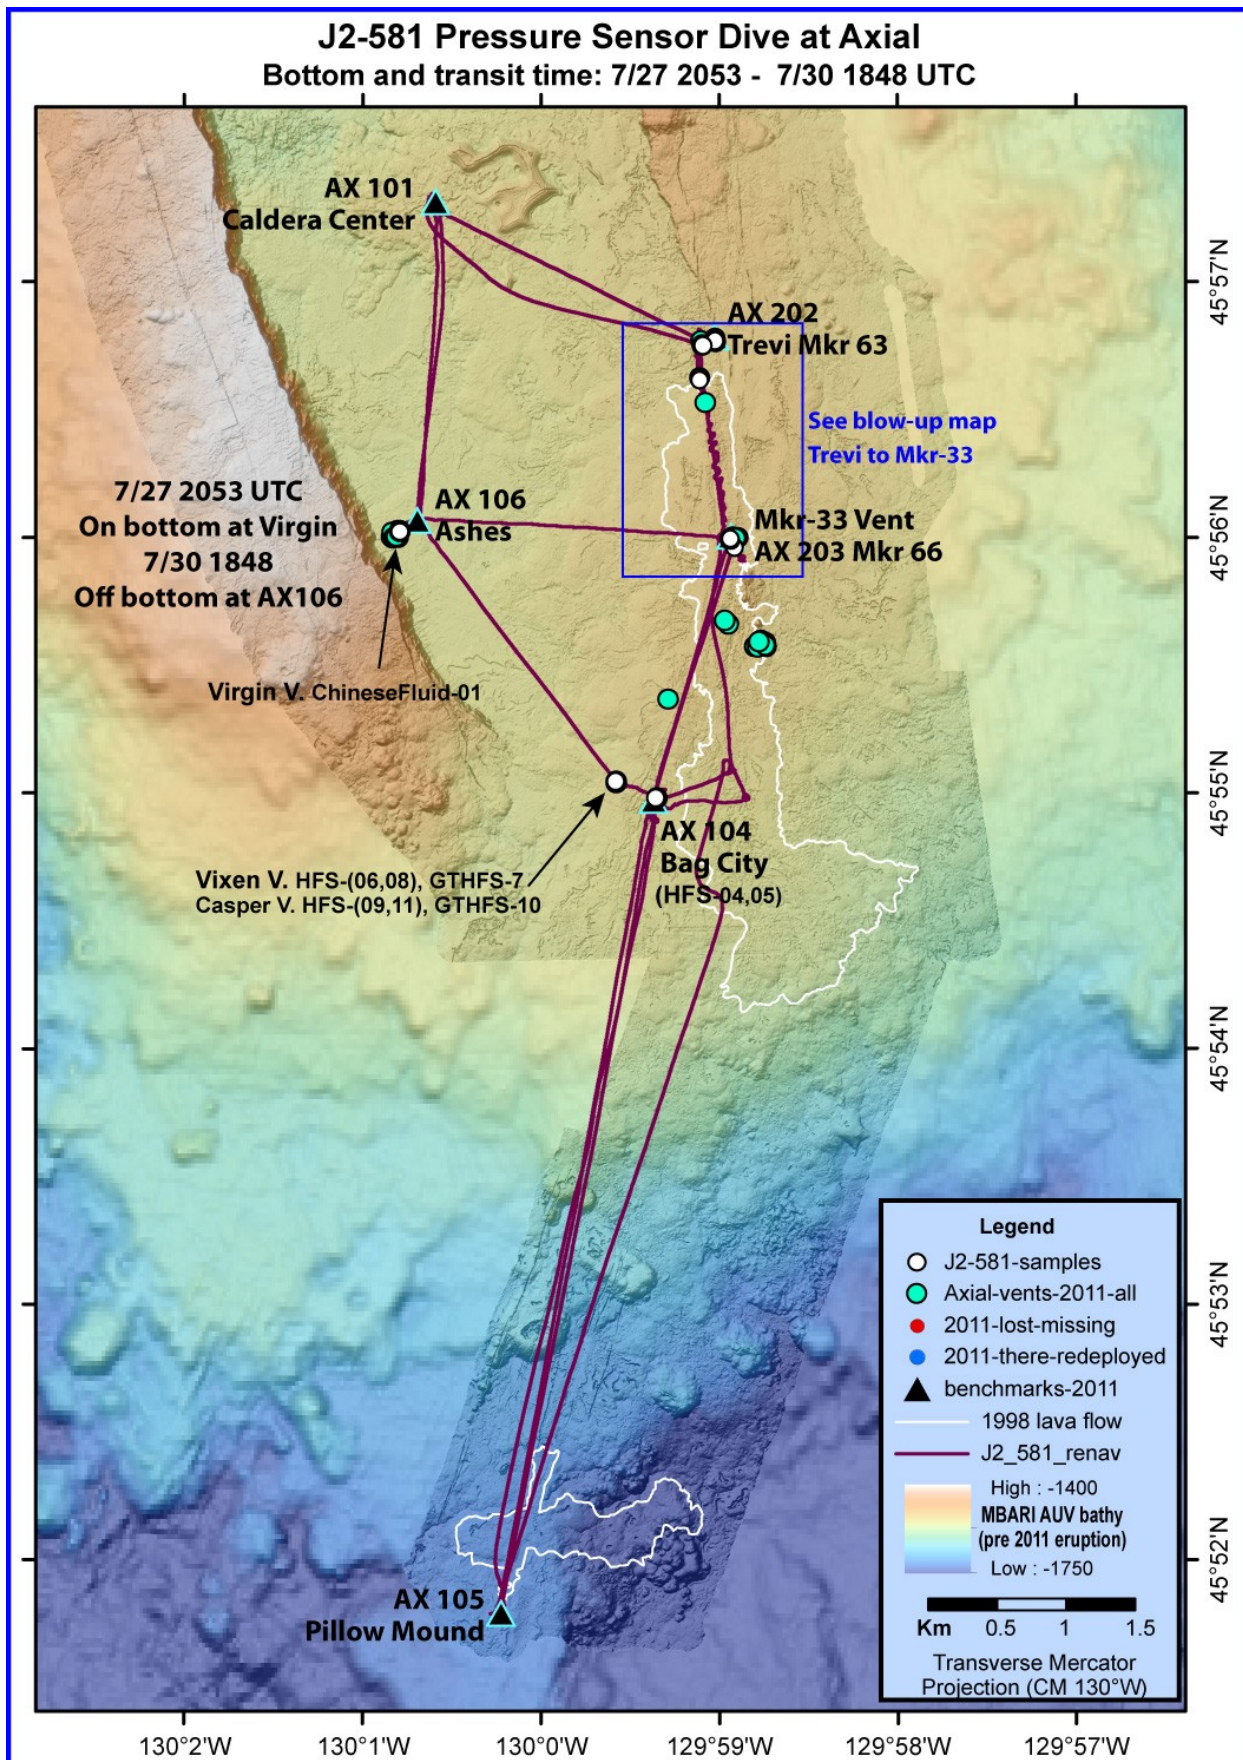 J2-581 Pressure Sensor Dive at Axial
Bottom and transit time: 7/27 2053 - 7/30 1848 UTC
AX 101
Caldera Center
45°57'N
AX 202
Trevi Mkr 63
See blow-up map
Trevi to Mkr-33
7/27 2053 UTC
On bottom at Virgin
7/30 1848
Off bottom at AX106
AX 106
Ashes
Mkr-33 Vent
AX 203 Mkr 66
45°56'N
Virgin V. ChineseFluid-01
45°55'N
AX 104
Bag City
(HFS-04,05)
Vixen V. HFS-(06,08), GTHFS-7
Casper V. HFS-(09,11), GTHFS-10
45°54'N
Legend
J2-581-samples
Axial-vents-2011-all
2011-lost-missing
2011-there-redeployed
benchmarks-2011
1998 lava flow
J2_581_renav
High : -1400
MBARI AUV bathy
(pre 2011 eruption)
Low : -1750
Km 0.5 1 1.5
Transverse Mercator
Projection (CM 130°W)
45°53'N
45°52'N
AX 105
Pillow Mound
130°2'W 130°1'W 130°0'W 129°59'W 129°58'W 129°57'W